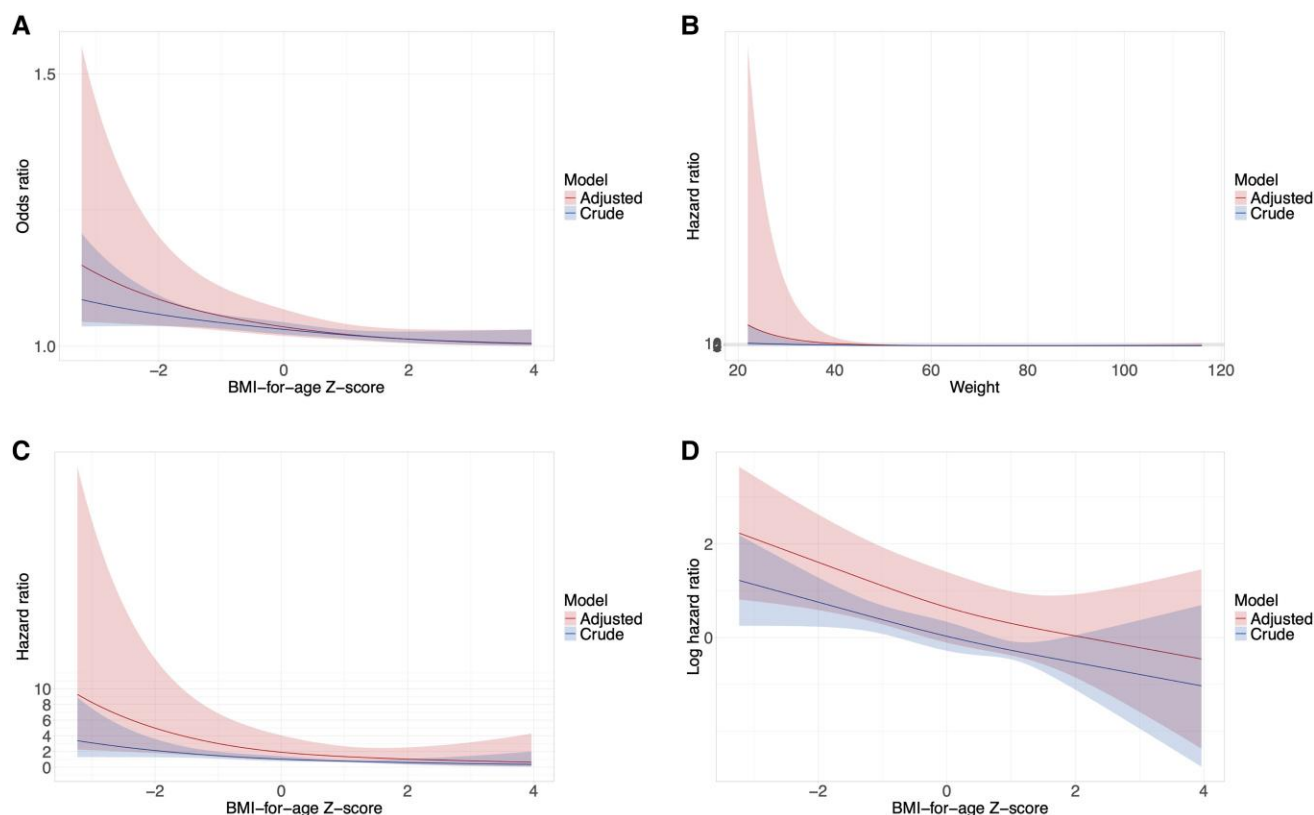 A
1.5
1.0
Odds ratio
−2 0 2 4
BMI−for−age Z−score
Model
Adjusted
Crude
B
Hazard ratio
20 40 60 80 100 120
Weight
Model
Adjusted
Crude
C
Hazard ratio
10
8
6
4
2
0
−2 0 2 4
BMI−for−age Z−score
Model
Adjusted
Crude
D
Log hazard ratio
2
0
−2 0 2 4
BMI−for−age Z−score
Model
Adjusted
Crude